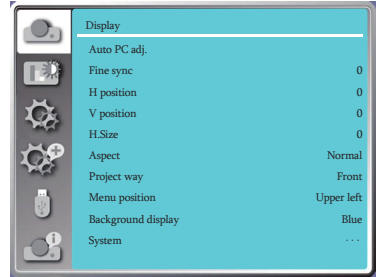 Display
Auto PC adj.
Fine sync 0
H position 0
V position 0
H.Size 0
Aspect Normal
Project way Front
Menu position Upper left
Background display Blue
System ...